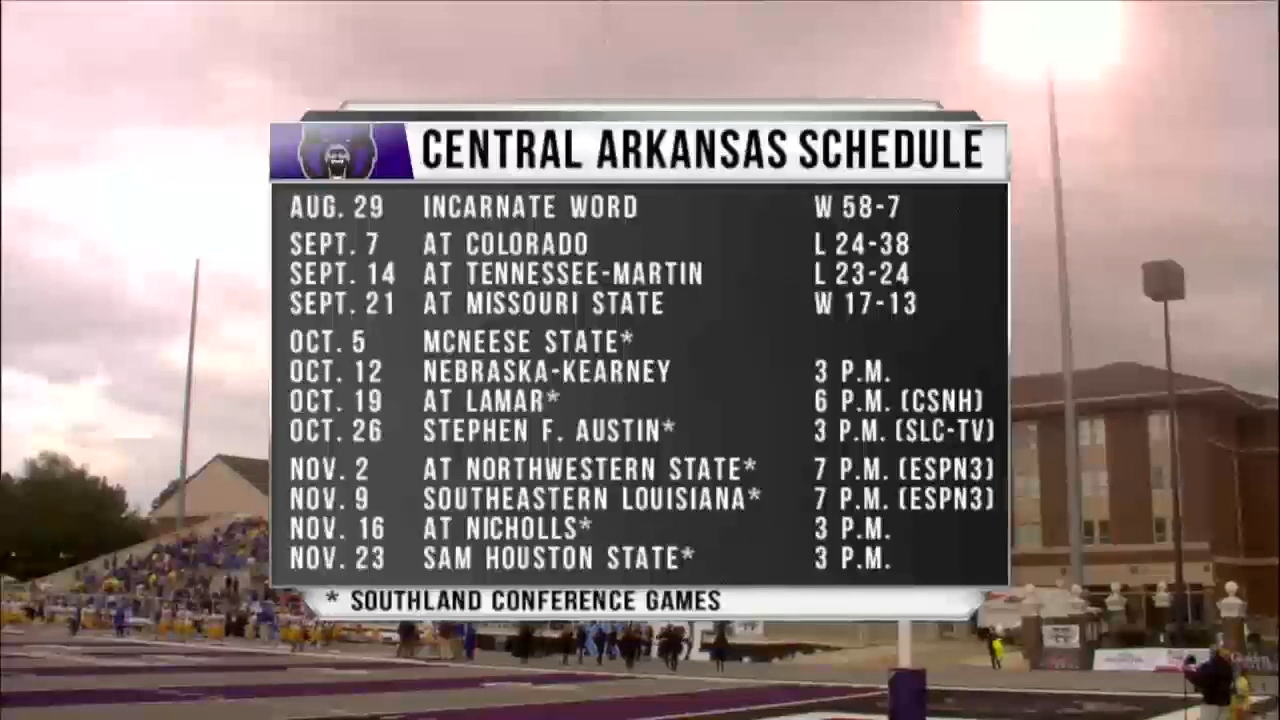 CENTRAL ARKANSAS SCHEDULE
AUG. 29 INCARNATE WORD W 58-7
SEPT. 7 AT COLORADO L 24-38
SEPT. 14 AT TENNESSEE-MARTIN L 23-24
SEPT. 21 AT MISSOURI STATE W 17-13
OCT. 5 MCNEESE STATE*
OCT. 12 NEBRASKA-KEARNEY 3 P.M.
OCT. 19 AT LAMAR* 6 P.M. (CSNH)
OCT. 26 STEPHEN F. AUSTIN* 3 P.M. (SLC-TV)
NOV. 2 AT NORTHWESTERN STATE* 7 P.M. (ESPN3)
NOV. 9 SOUTHEASTERN LOUISIANA* 7 P.M. (ESPN3)
NOV. 16 AT NICHOLLS* 3 P.M.
NOV. 23 SAM HOUSTON STATE* 3 P.M.
* SOUTHLAND CONFERENCE GAMES